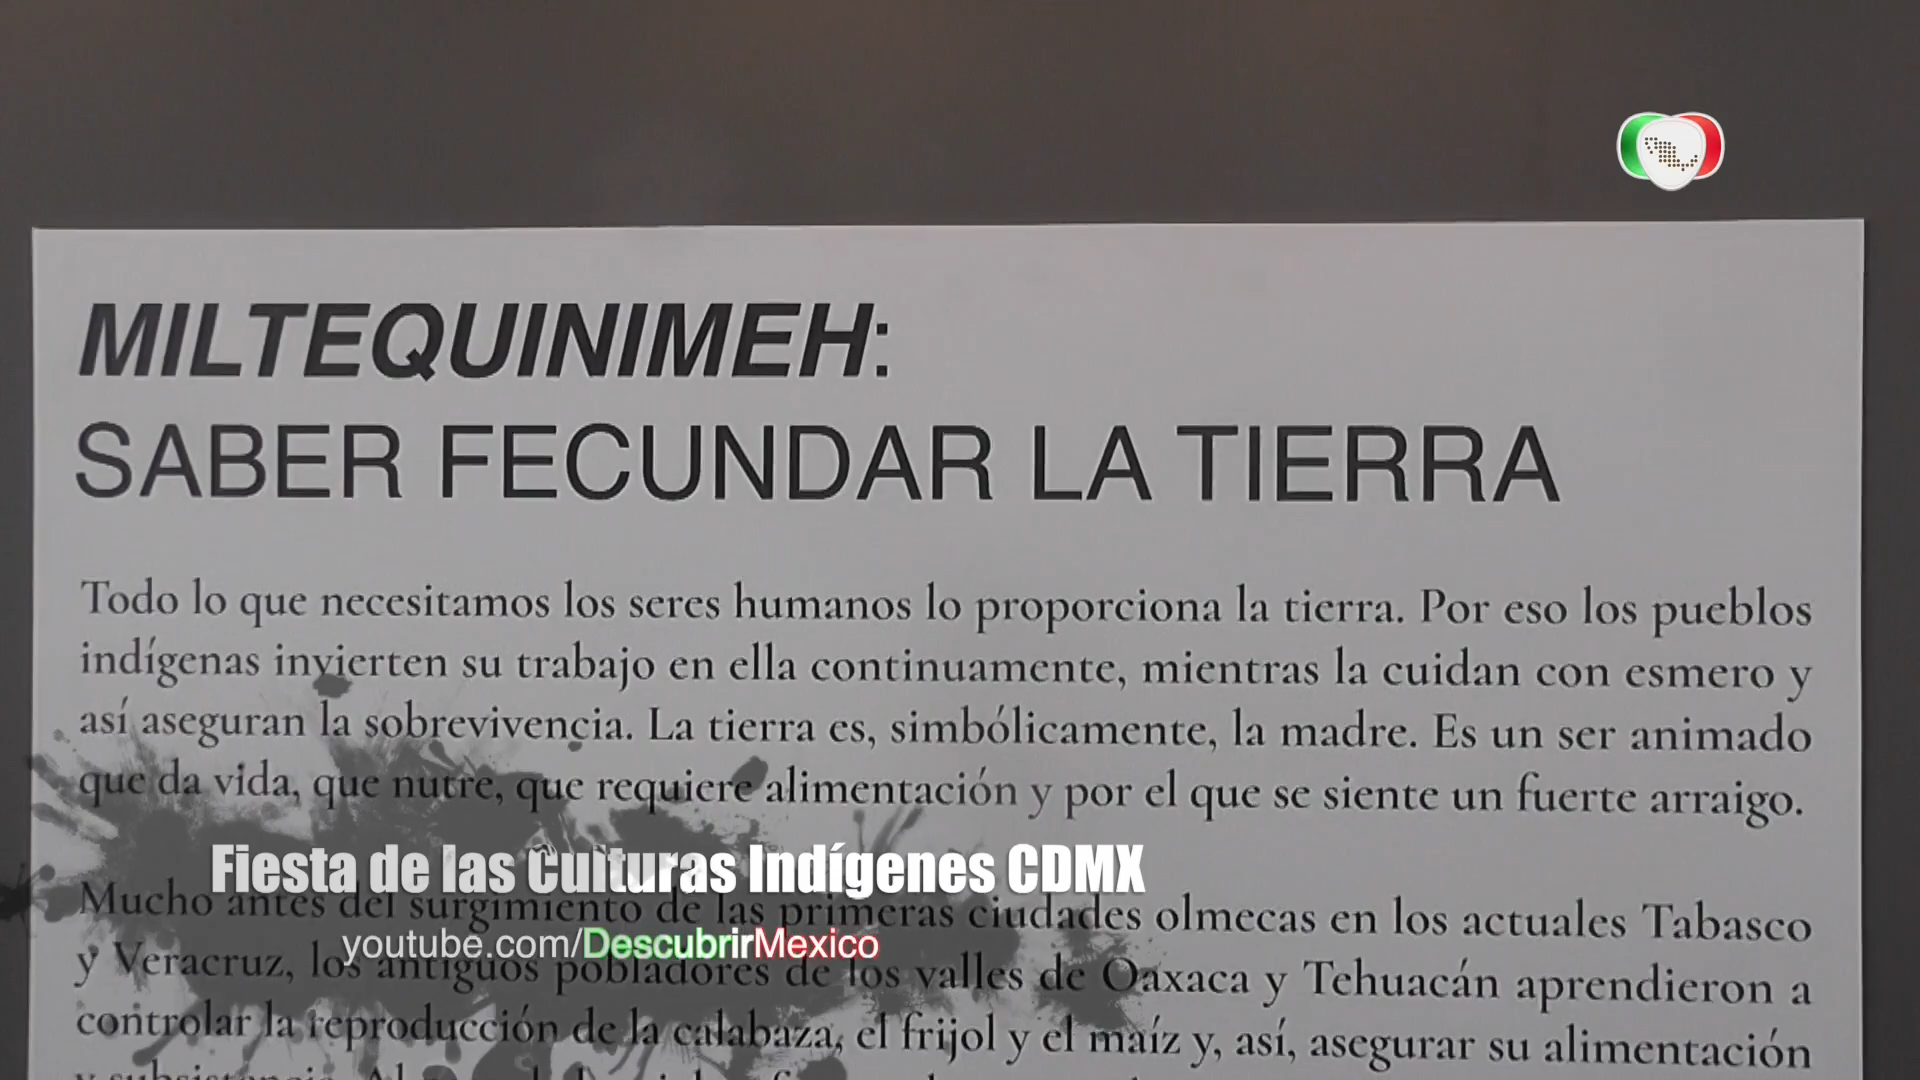 MILTEQUINIMEH:
SABER FECUNDAR LA TIERRA
Todo lo que necesitamos los seres humanos lo proporciona la tierra. Por eso los pueblos
indígenas invierten su trabajo en ella continuamente, mientras la cuidan con esmero y
así aseguran la sobrevivencia. La tierra es, simbólicamente, la madre. Es un ser animado
que da vida, que nutre, que requiere alimentación y por el que se siente un fuerte arraigo.
Fiesta de las Culturas Indígenes CDMX
Mucho antes del surgimiento de las primeras ciudades olmecas en los actuales Tabasco
youtube.com/DescubrirMexico
y Veracruz, los antiguos pobladores de los valles de Oaxaca y Tehuacán aprendieron a
controlar la reproducción de la calabaza, el frijol y el maíz y, así, asegurar su alimentación